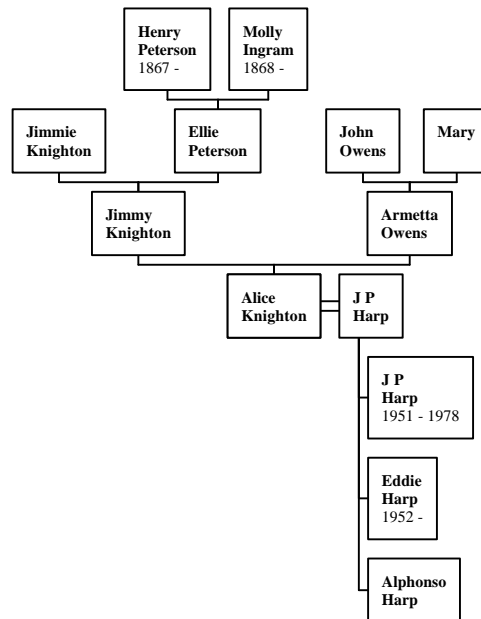 Henry
Peterson
1867 -
Molly
Ingram
1868 -
Jimmie
Knighton
Ellie
Peterson
John
Owens
Mary
Jimmy
Knighton
Armetta
Owens
Alice
Knighton
J P
Harp
J P
Harp
1951 - 1978
Eddie
Harp
1952 -
Alphonso
Harp